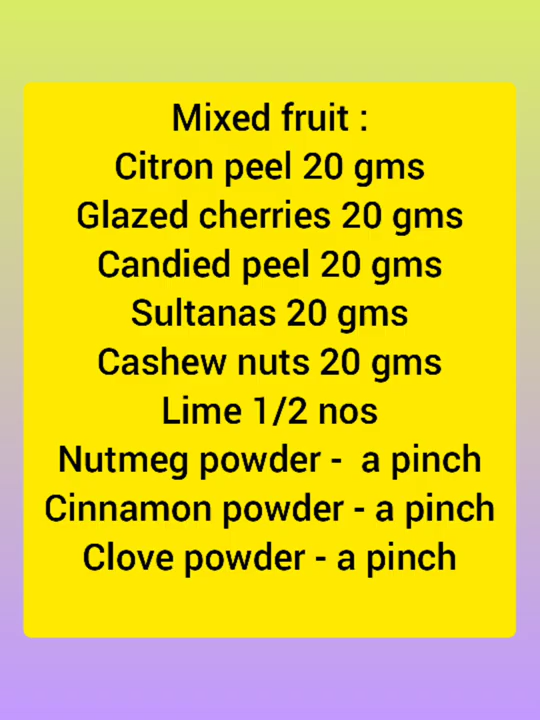 Mixed fruit :
Citron peel 20 gms
Glazed cherries 20 gms
Candied peel 20 gms
Sultanas 20 gms
Cashew nuts 20 gms
Lime 1/2 nos
Nutmeg powder -  a pinch
Cinnamon powder - a pinch
Clove powder - a pinch